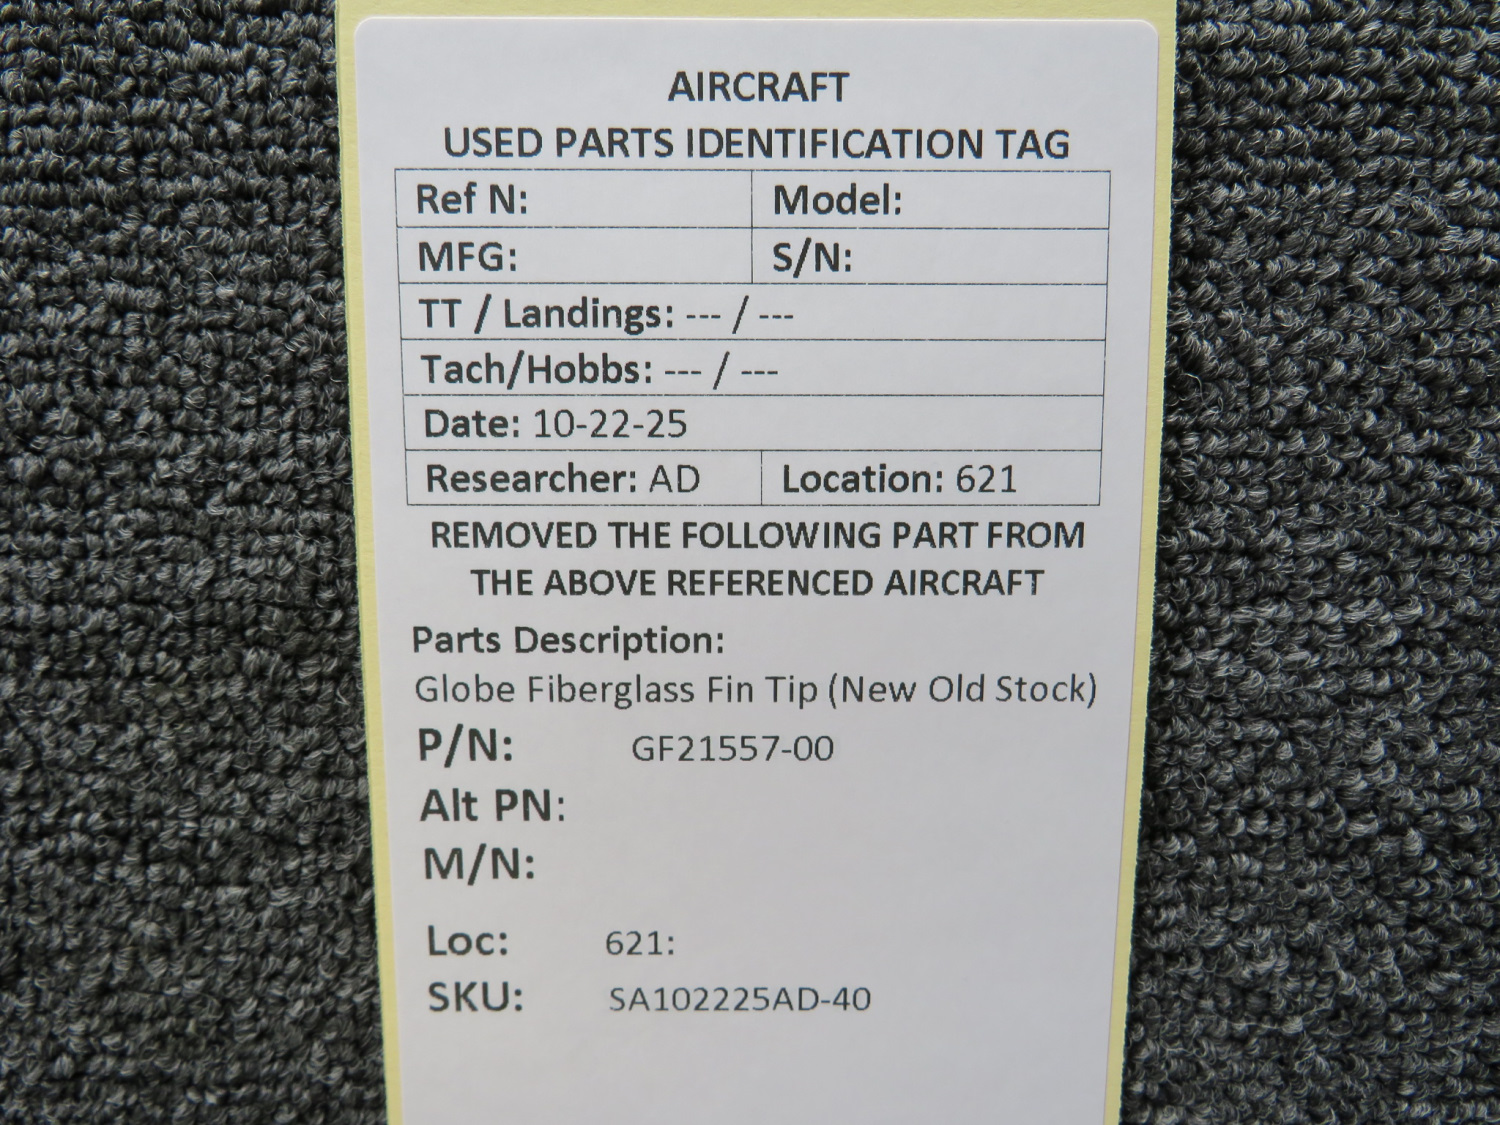 AIRCRAFT
USED PARTS IDENTIFICATION TAG
Ref N: Model:
MFG: S/N:
TT / Landings: --- / ---
Tach/Hobbs: --- / ---
Date: 10-22-25
Researcher: AD Location: 621
REMOVED THE FOLLOWING PART FROM
THE ABOVE REFERENCED AIRCRAFT
Parts Description:
Globe Fiberglass Fin Tip (New Old Stock)
P/N: GF21557-00
Alt PN:
M/N:
Loc: 621:
SKU: SA102225AD-40